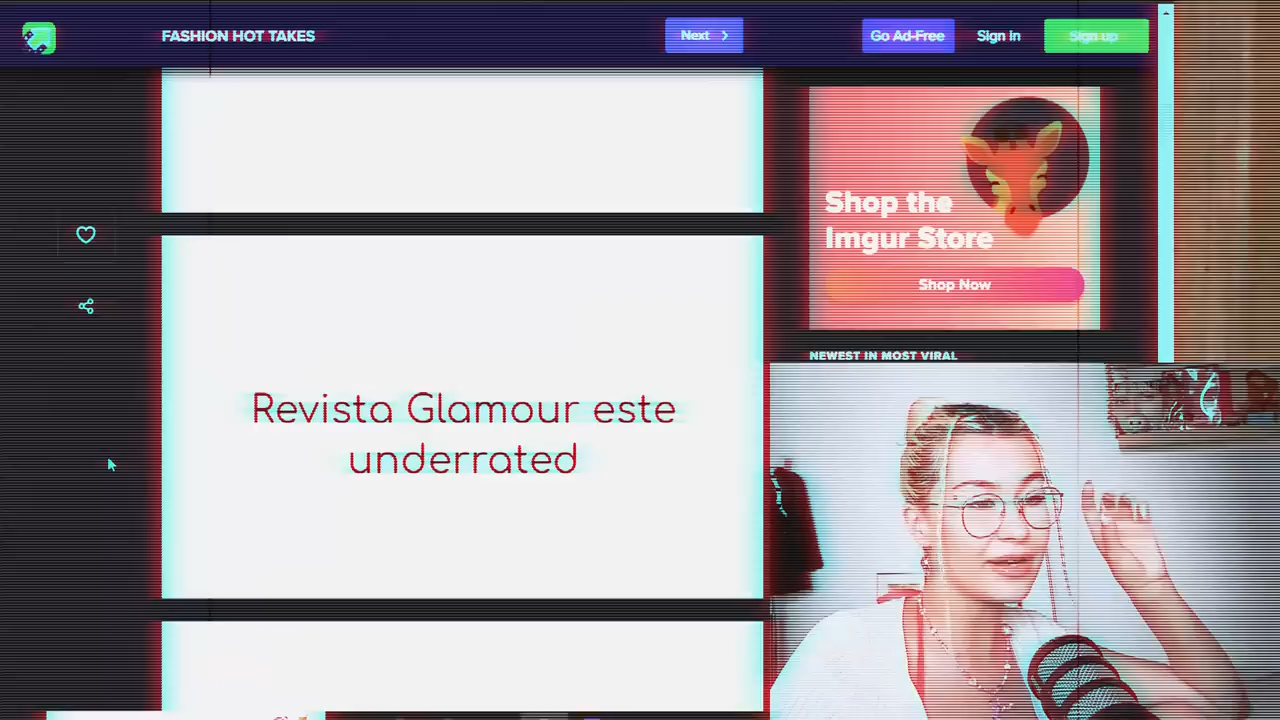 FASHION HOT TAKES
Next
Go Ad-Free
Sign in
Sign up
Shop the
Imgur Store
Shop Now
NEWEST IN MOST VIRAL
Revista Glamour este
underrated